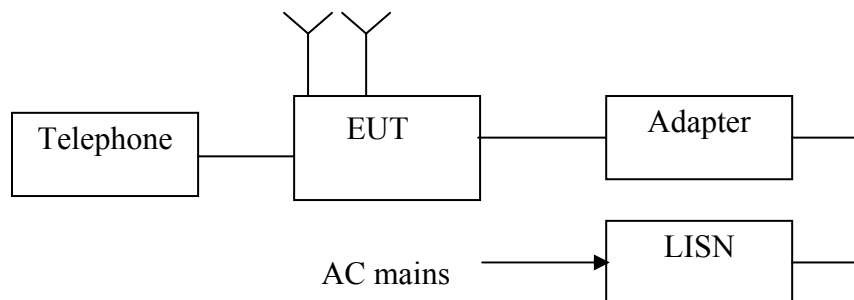 Telephone
EUT
Adapter
LISN
AC mains